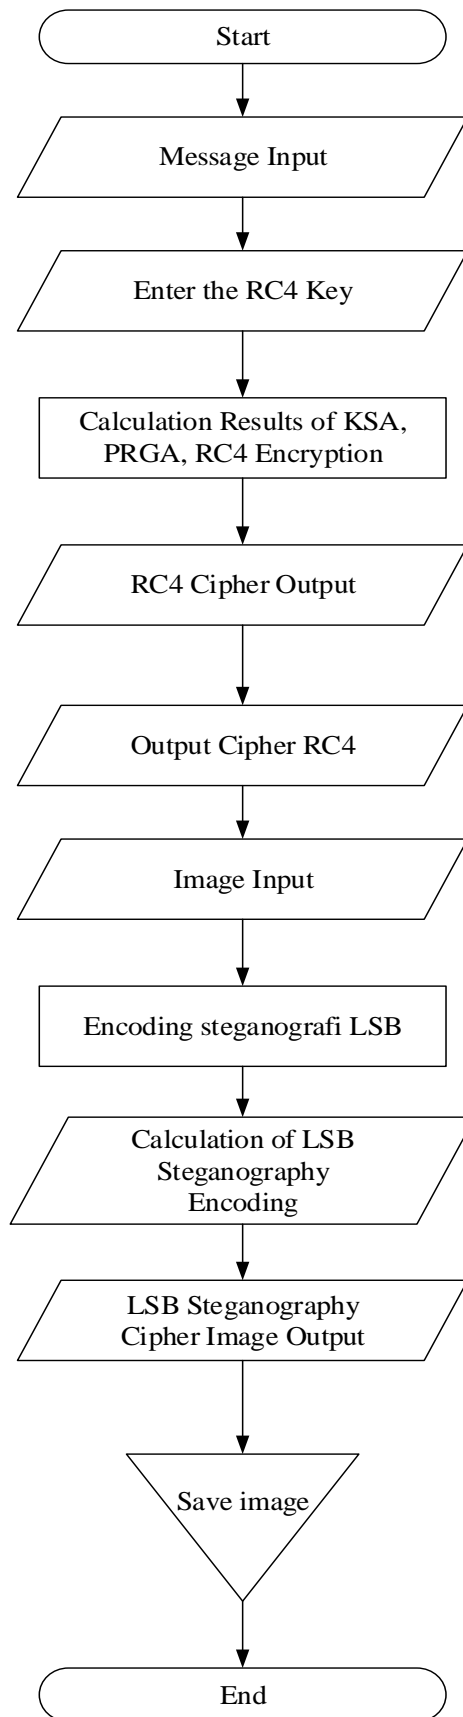 Start
Message Input
Enter the RC4 Key
Calculation Results of KSA,
PRGA, RC4 Encryption
RC4 Cipher Output
Output Cipher RC4
Image Input
Encoding steganografi LSB
Calculation of LSB
Steganography
Encoding
LSB Steganography
Cipher Image Output
Save image
End